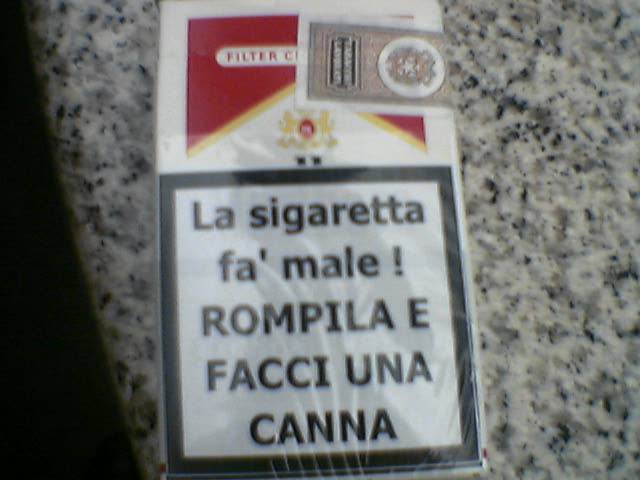 FILTER C
La sigaretta
fa' male !
ROMPILA E
FACCI UNA
CANNA